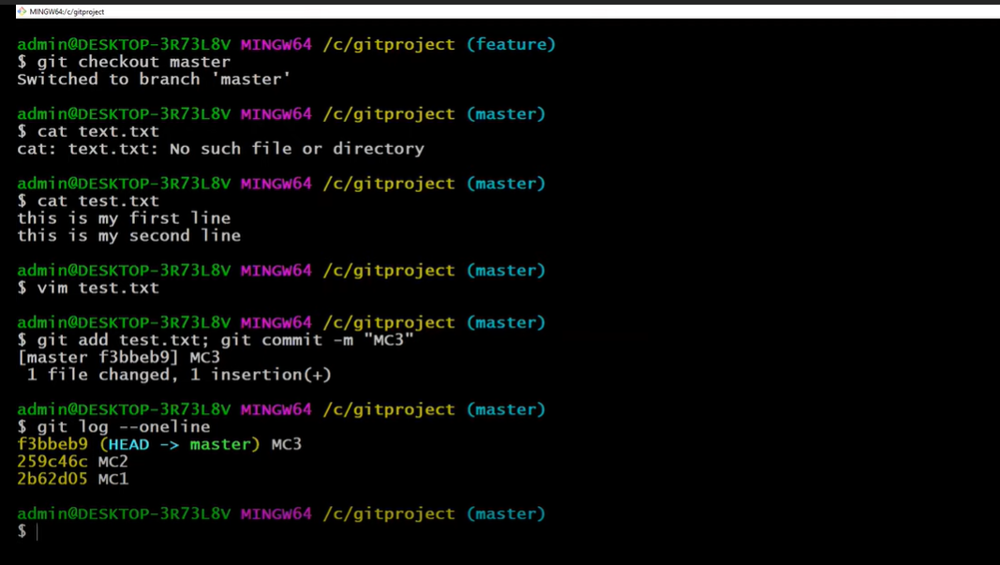 MINGW64:/c/gitproject
admin@DESKTOP-3R73L8V MINGW64 /c/gitproject (feature)
$ git checkout master
Switched to branch 'master'
admin@DESKTOP-3R73L8V MINGW64 /c/gitproject (master)
$ cat text.txt
cat: text.txt: No such file or directory
admin@DESKTOP-3R73L8V MINGW64 /c/gitproject (master)
$ cat test.txt
this is my first line
this is my second line
admin@DESKTOP-3R73L8V MINGW64 /c/gitproject (master)
$ vim test.txt
admin@DESKTOP-3R73L8V MINGW64 /c/gitproject (master)
$ git add test.txt; git commit -m "MC3"
[master f3bbeb9] MC3
 1 file changed, 1 insertion(+)
admin@DESKTOP-3R73L8V MINGW64 /c/gitproject (master)
$ git log --oneline
f3bbeb9 (HEAD -> master) MC3
259c46c MC2
2b62d05 MC1
admin@DESKTOP-3R73L8V MINGW64 /c/gitproject (master)
$